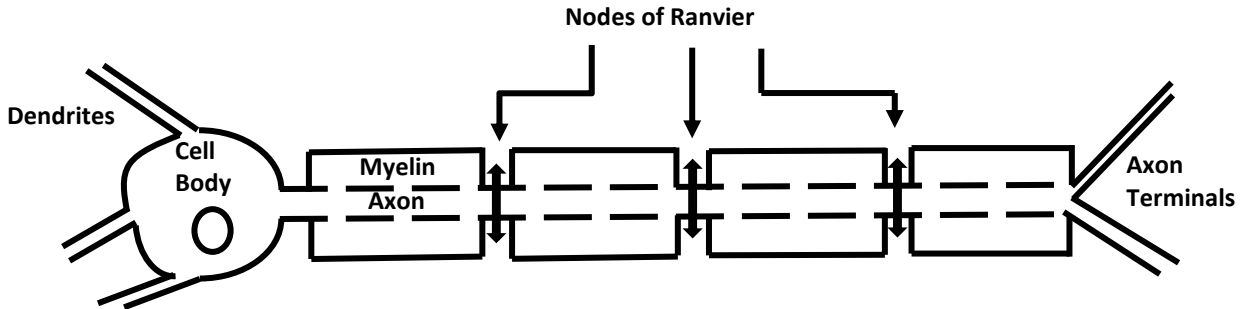 Nodes of Ranvier
Dendrites
Cell
Body
Myelin
Axon
Axon
Terminals